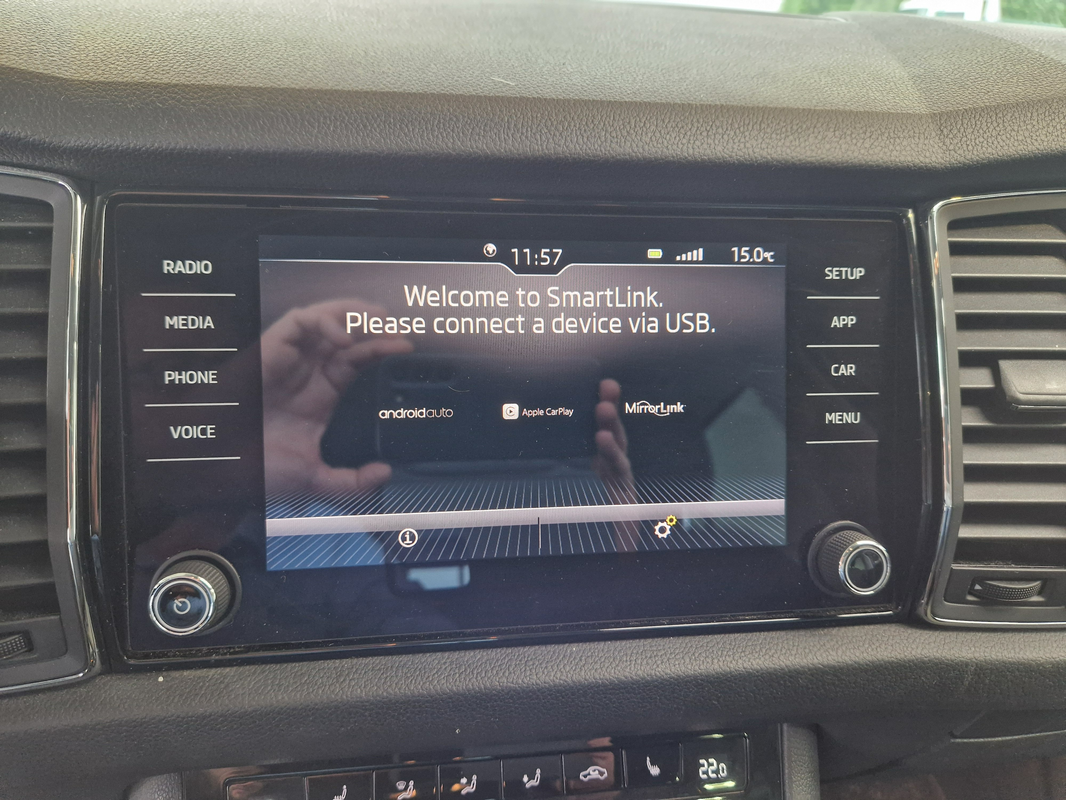 11:57
15.0°C
Welcome to SmartLink.
Please connect a device via USB.
androidauto
Apple CarPlay
MirrorLink
RADIO
MEDIA
PHONE
VOICE
SETUP
APP
CAR
MENU
22.0